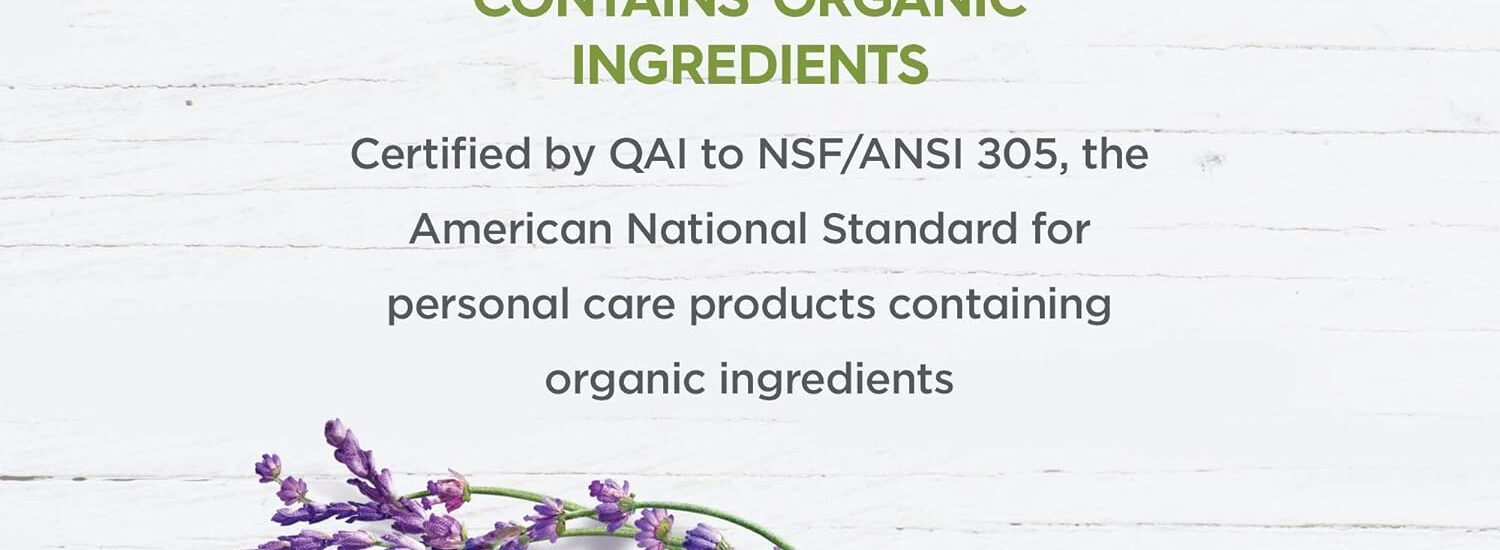 CONTAINS ORGANIC
INGREDIENTS
Certified by QAI to NSF/ANSI 305, the
American National Standard for
personal care products containing
organic ingredients